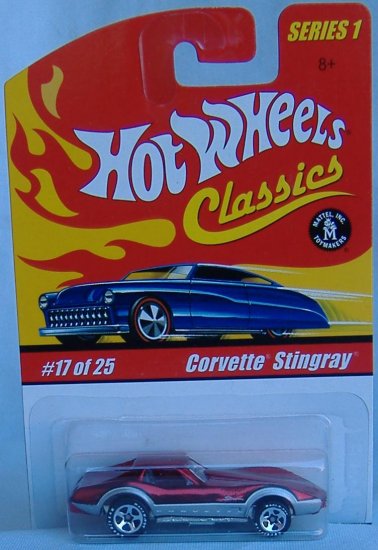 SERIES 1
8+
HOT WHEELS
Classics
MATTEL, INC.
M
TOYMAKERS
#17 of 25
Corvette® Stingray®